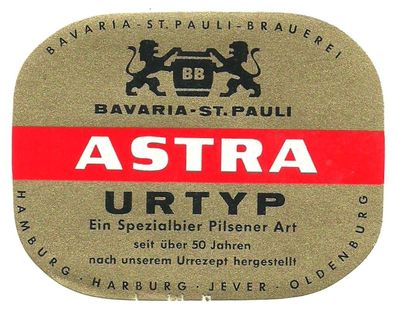 BAVARIA-ST.PAULI-BRAUEREI
BB
BAVARIA-ST.PAULI
ASTRA
URTYP
Ein Spezialbier Pilsener Art
seit über 50 Jahren
nach unserem Urrezept hergestellt
HAMBURG · HARBURG · JEVER · OLDENBURG